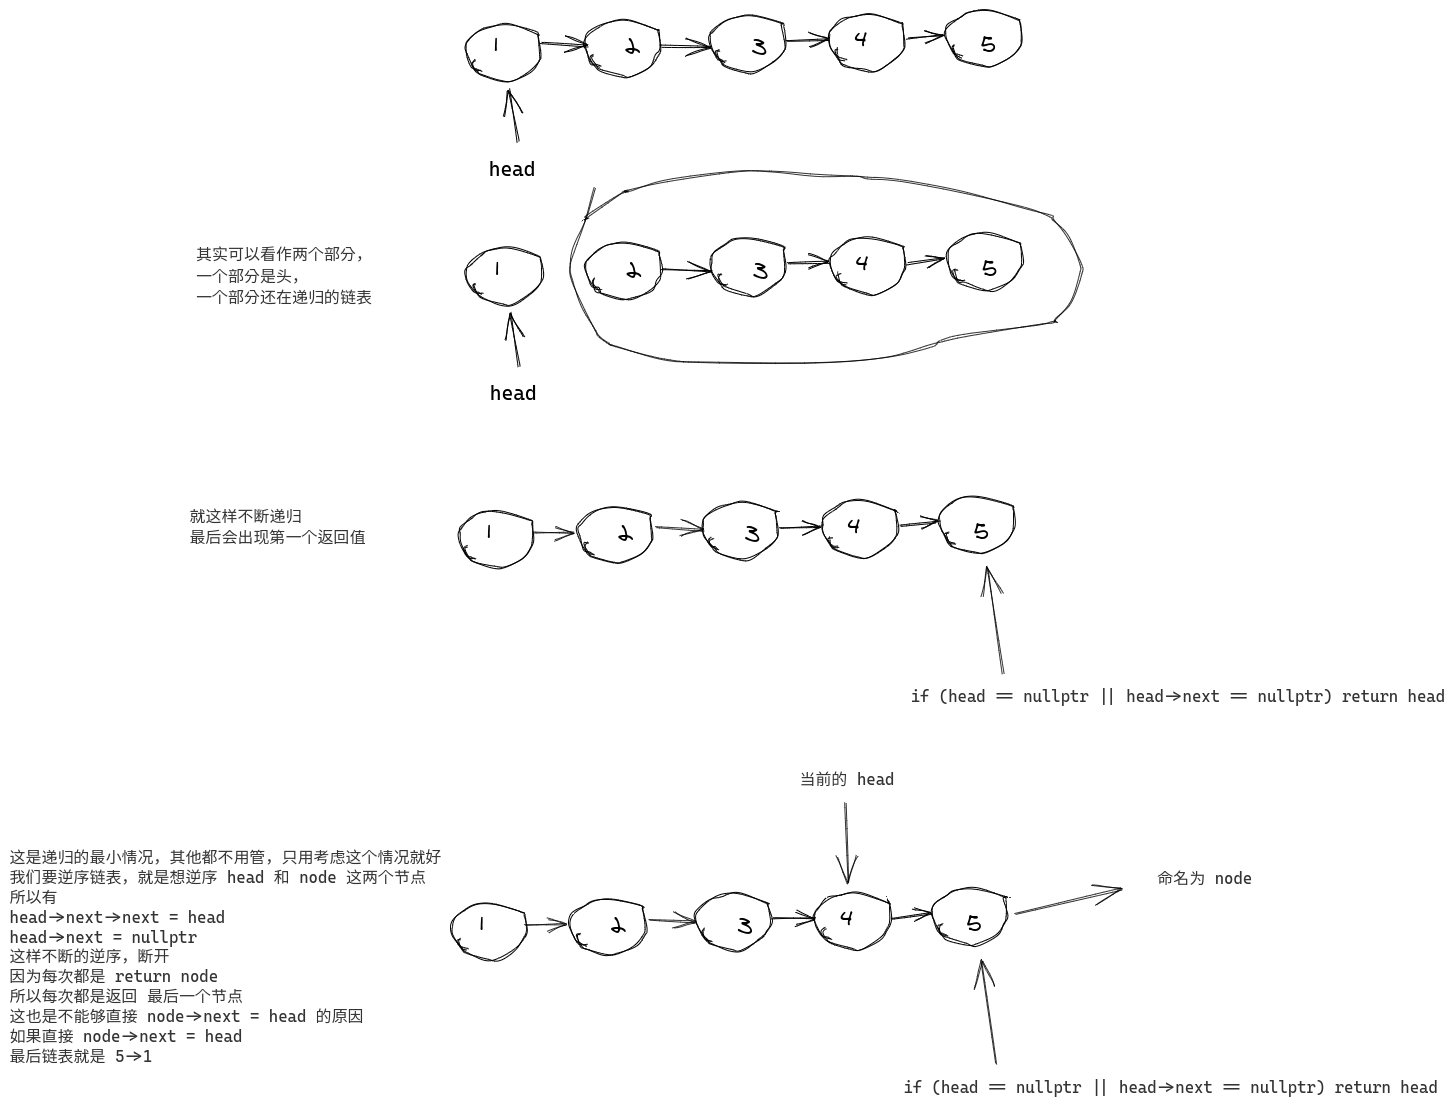 1 2 3 4 5
head
其实可以看作两个部分，
一个部分是头，
一个部分还在递归的链表
1 2 3 4 5
head
就这样不断递归
最后会出现第一个返回值
1 2 3 4 5
if (head == nullptr || head->next == nullptr) return head
当前的 head
这是递归的最小情况，其他都不用管，只用考虑这个情况就好
我们要逆序链表，就是想逆序 head 和 node 这两个节点
所以有
head->next->next = head
head->next = nullptr
这样不断的逆序，断开
因为每次都是 return node
所以每次都是返回 最后一个节点
这也是不能够直接 node->next = head 的原因
如果直接 node->next = head
最后链表就是 5->1
1 2 3 4 5
命名为 node
if (head == nullptr || head->next == nullptr) return head